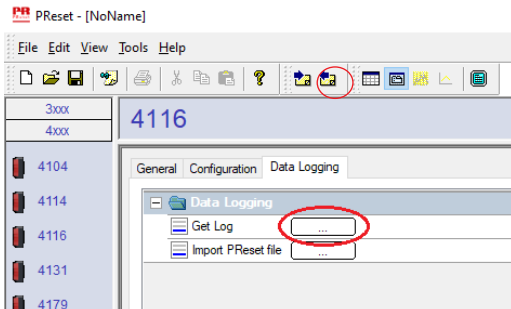 PR PReset - [NoName]
File Edit View Tools Help
3xxx
4xxx
4116
4104
4114
4116
4131
4179
General Configuration Data Logging
Data Logging
Get Log ...
Import PReset file ...